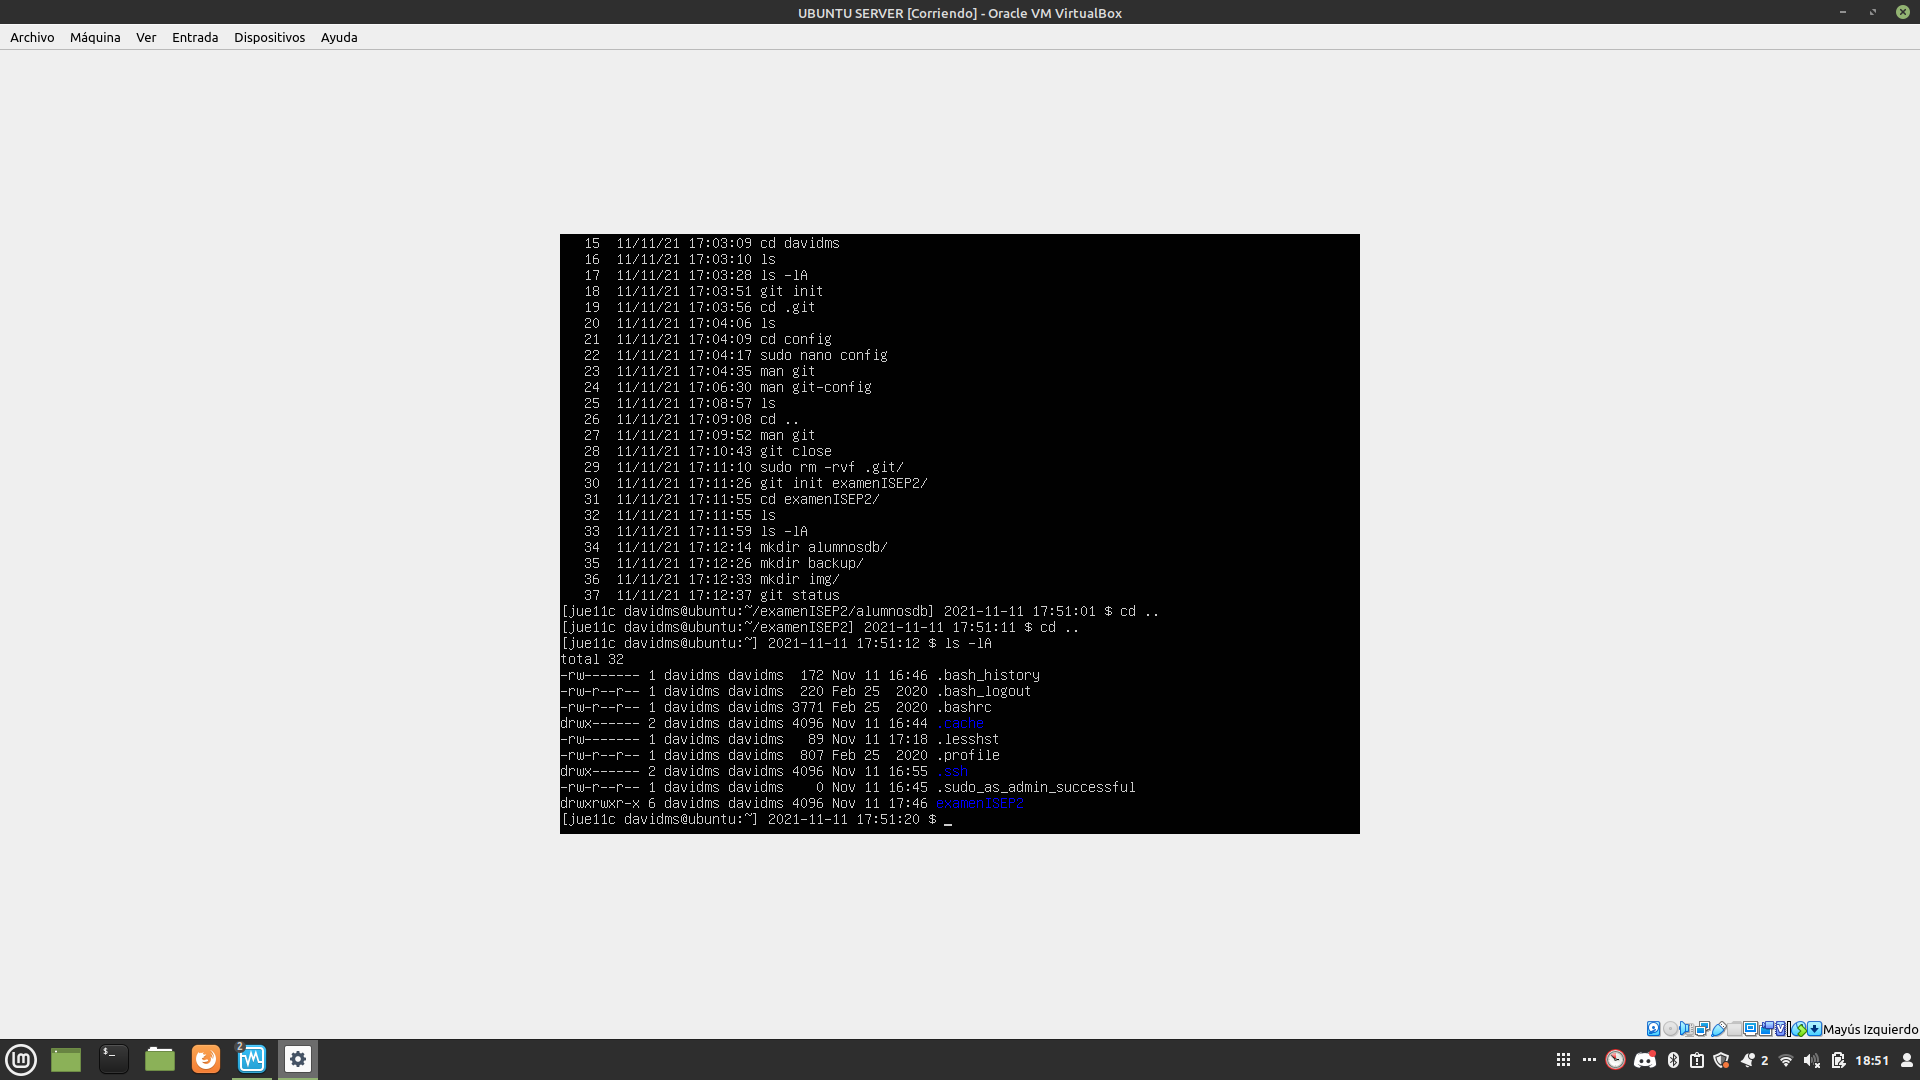 UBUNTU SERVER [Corriendo] - Oracle VM VirtualBox
Archivo Máquina Ver Entrada Dispositivos Ayuda
15 11/11/21 17:03:09 cd davidms
16 11/11/21 17:03:10 ls
17 11/11/21 17:03:28 ls -lA
18 11/11/21 17:03:51 git init
19 11/11/21 17:03:56 cd .git
20 11/11/21 17:04:06 ls
21 11/11/21 17:04:09 cd config
22 11/11/21 17:04:17 sudo nano config
23 11/11/21 17:04:35 man git
24 11/11/21 17:06:30 man git-config
25 11/11/21 17:08:57 ls
26 11/11/21 17:09:08 cd ..
27 11/11/21 17:09:52 man git
28 11/11/21 17:10:43 git close
29 11/11/21 17:11:10 sudo rm -rvf .git/
30 11/11/21 17:11:26 git init examenISEP2/
31 11/11/21 17:11:55 cd examenISEP2/
32 11/11/21 17:11:55 ls
33 11/11/21 17:11:59 ls -lA
34 11/11/21 17:12:14 mkdir alumnosdb/
35 11/11/21 17:12:26 mkdir backup/
36 11/11/21 17:12:33 mkdir img/
37 11/11/21 17:12:37 git status
[jue11c davidms@ubuntu:~/examenISEP2/alumnosdb] 2021-11-11 17:51:01 $ cd ..
[jue11c davidms@ubuntu:~/examenISEP2] 2021-11-11 17:51:11 $ cd ..
[jue11c davidms@ubuntu:~] 2021-11-11 17:51:12 $ ls -lA
total 32
-rw------- 1 davidms davidms 172 Nov 11 16:46 .bash_history
-rw-r--r-- 1 davidms davidms 220 Feb 25 2020 .bash_logout
-rw-r--r-- 1 davidms davidms 3771 Feb 25 2020 .bashrc
drwx------ 2 davidms davidms 4096 Nov 11 16:44 .cache
-rw------- 1 davidms davidms 89 Nov 11 17:18 .lesshst
-rw-r--r-- 1 davidms davidms 807 Feb 25 2020 .profile
drwx------ 2 davidms davidms 4096 Nov 11 16:55 .ssh
-rw-r--r-- 1 davidms davidms 0 Nov 11 16:45 .sudo_as_admin_successful
drwxrwxr-x 6 davidms davidms 4096 Nov 11 17:46 examenISEP2
[jue11c davidms@ubuntu:~] 2021-11-11 17:51:20 $ _
Mayús Izquierdo
2
2 18:51